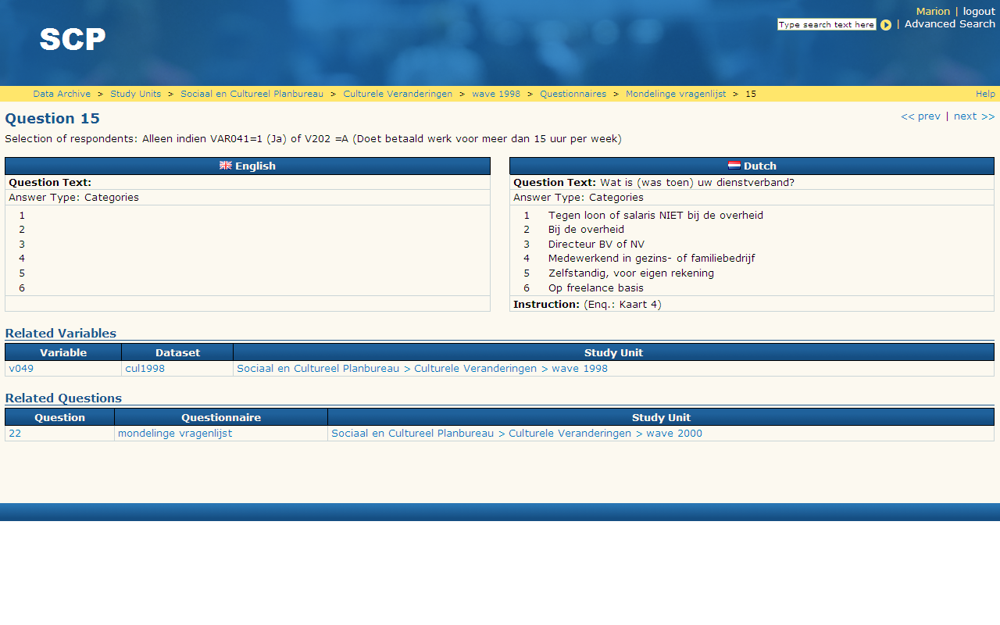 Marion | logout
SCP
Type search text here | Advanced Search
Data Archive > Study Units > Sociaal en Cultureel Planbureau > Culturele Veranderingen > wave 1998 > Questionnaires > Mondelinge vragenlijst > 15 Help
Question 15
<< prev | next >>
Selection of respondents: Alleen indien VAR041=1 (Ja) of V202 =A (Doet betaald werk voor meer dan 15 uur per week)
English
Question Text:
Answer Type: Categories
1
2
3
4
5
6
Dutch
Question Text: Wat is (was toen) uw dienstverband?
Answer Type: Categories
1 Tegen loon of salaris NIET bij de overheid
2 Bij de overheid
3 Directeur BV of NV
4 Medewerkend in gezins- of familiebedrijf
5 Zelfstandig, voor eigen rekening
6 Op freelance basis
Instruction: (Enq.: Kaart 4)
Related Variables
Variable Dataset Study Unit
v049 cul1998 Sociaal en Cultureel Planbureau > Culturele Veranderingen > wave 1998
Related Questions
Question Questionnaire Study Unit
22 mondelinge vragenlijst Sociaal en Cultureel Planbureau > Culturele Veranderingen > wave 2000